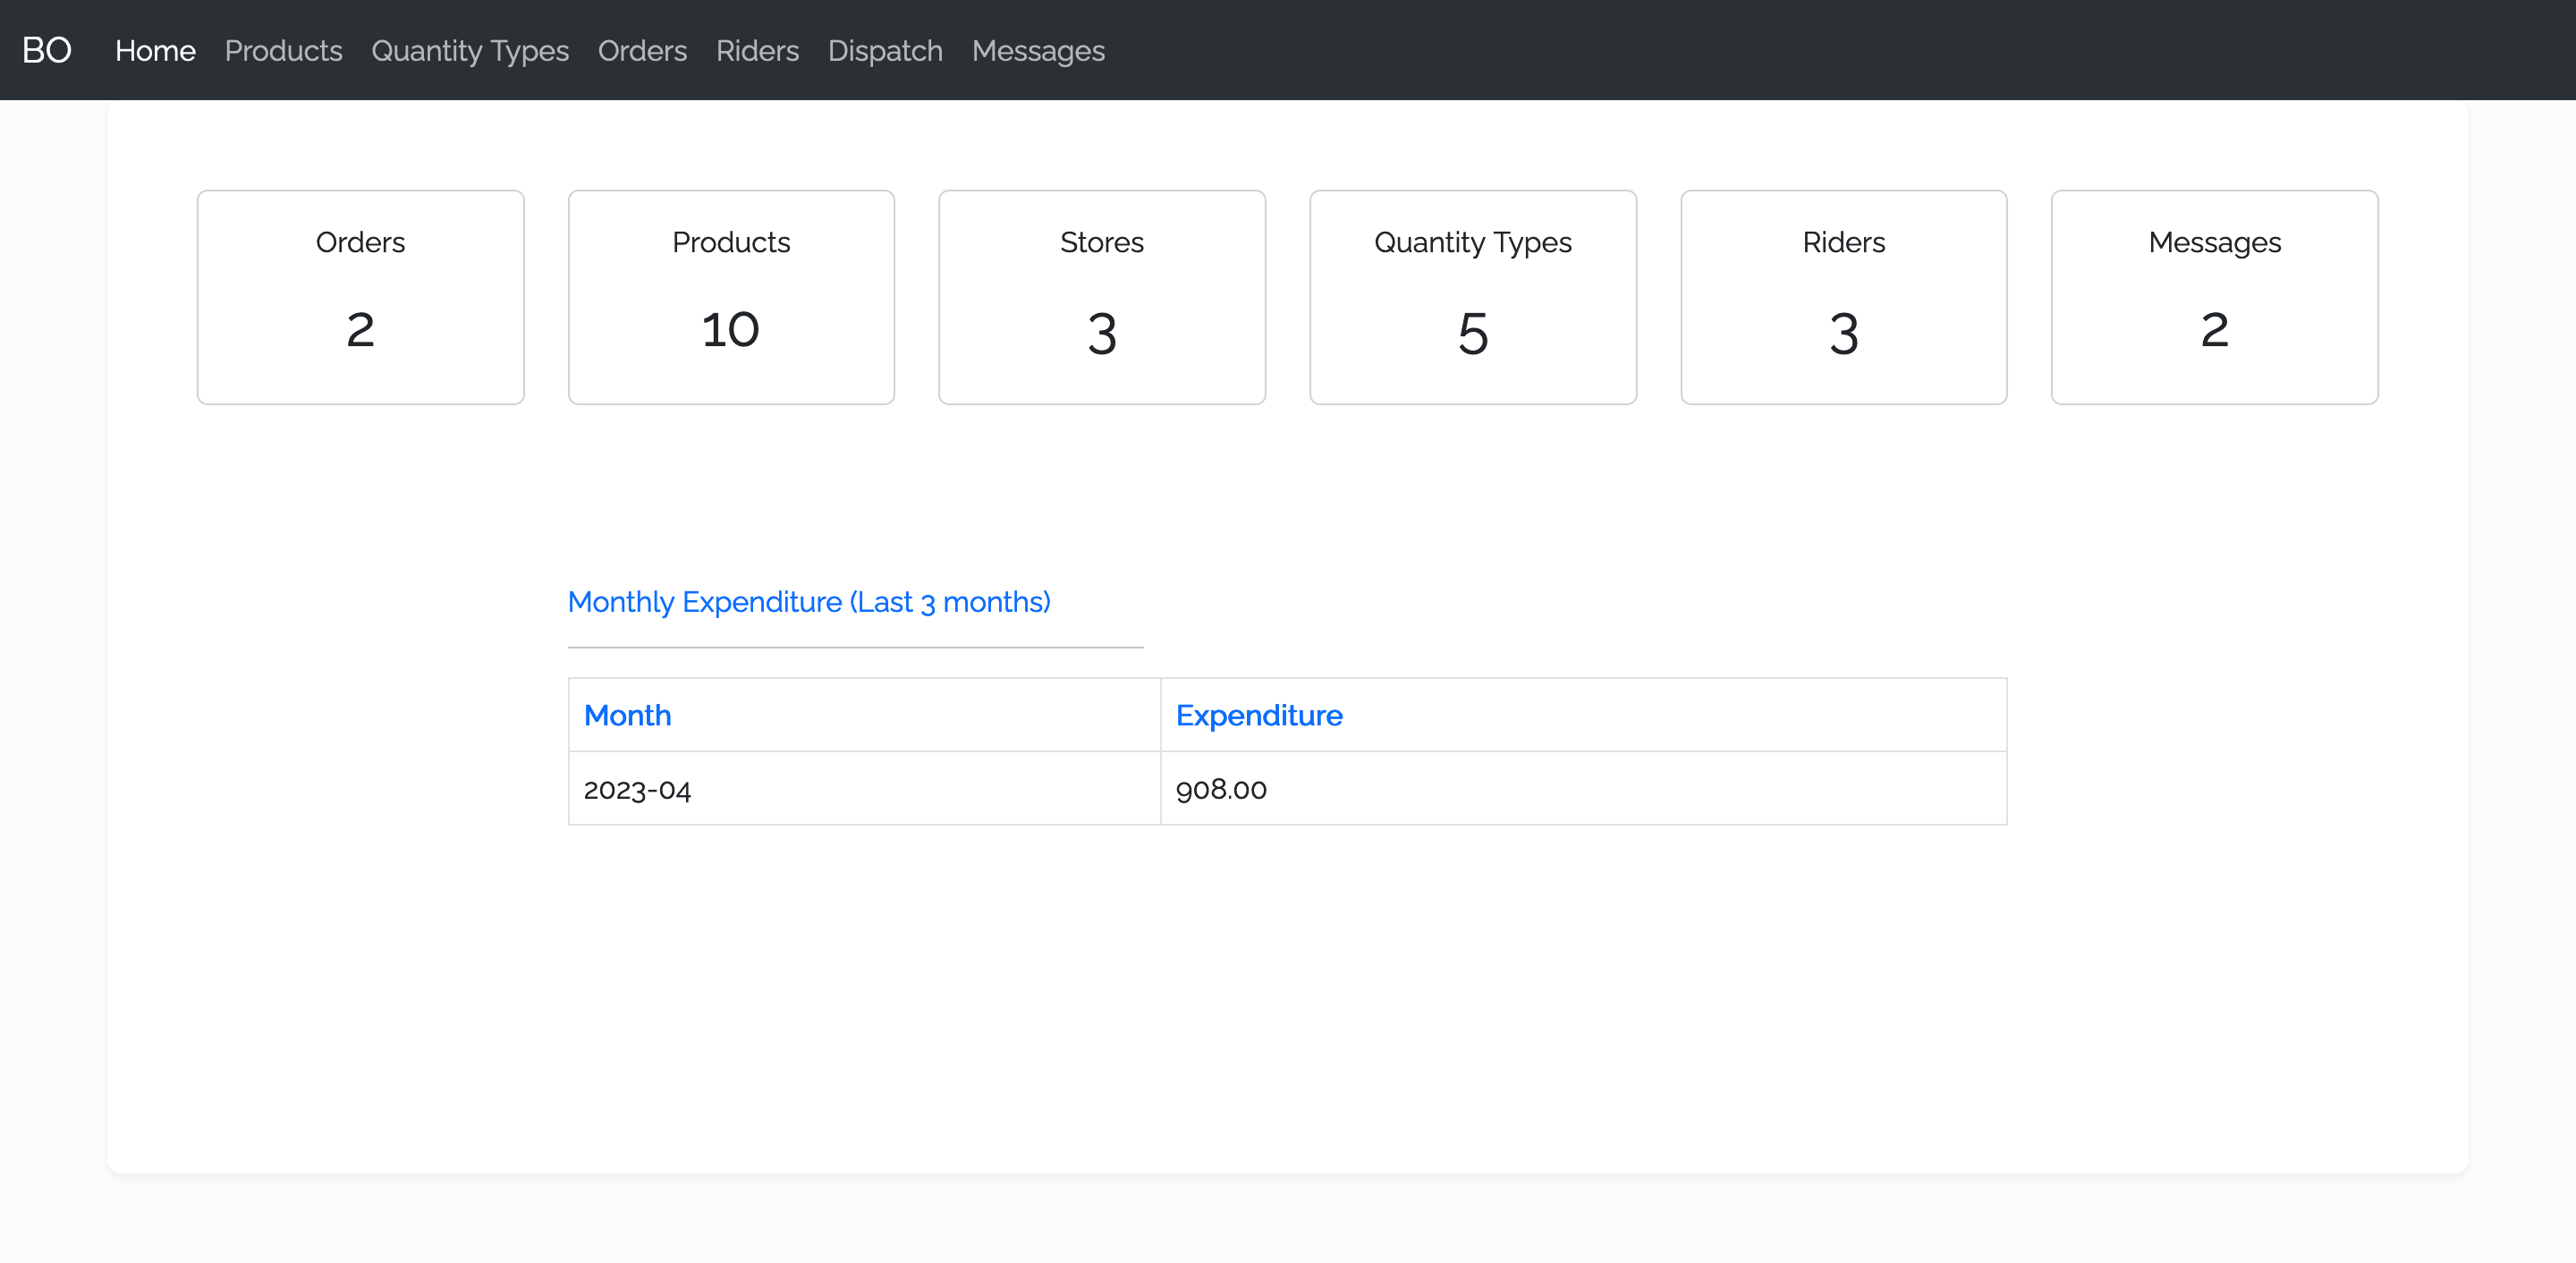 BO Home Products Quantity Types Orders Riders Dispatch Messages
Orders Products Stores Quantity Types Riders Messages
2 10 3 5 3 2
Monthly Expenditure (Last 3 months)
Month Expenditure
2023-04 908.00